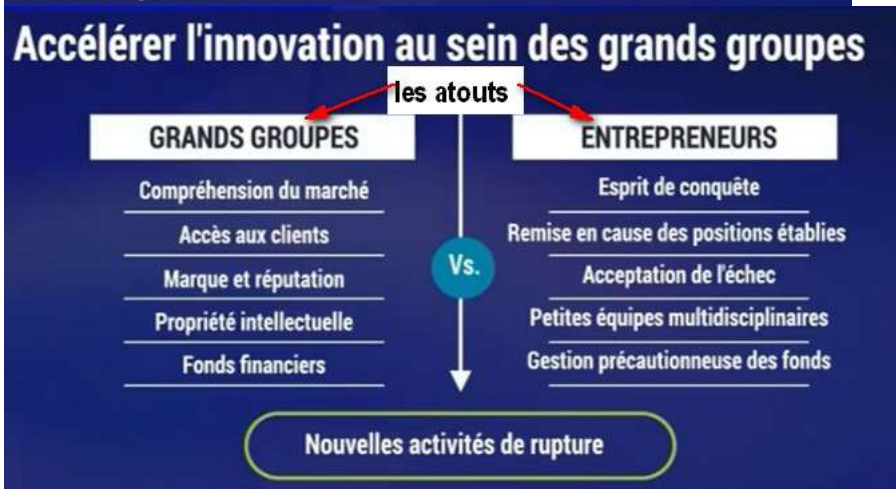 Accélérer l'innovation au sein des grands groupes
les atouts
GRANDS GROUPES
Compréhension du marché
Accès aux clients
Marque et réputation
Propriété intellectuelle
Fonds financiers
Vs.
ENTREPRENEURS
Esprit de conquête
Remise en cause des positions établies
Acceptation de l'échec
Petites équipes multidisciplinaires
Gestion précautionneuse des fonds
Nouvelles activités de rupture